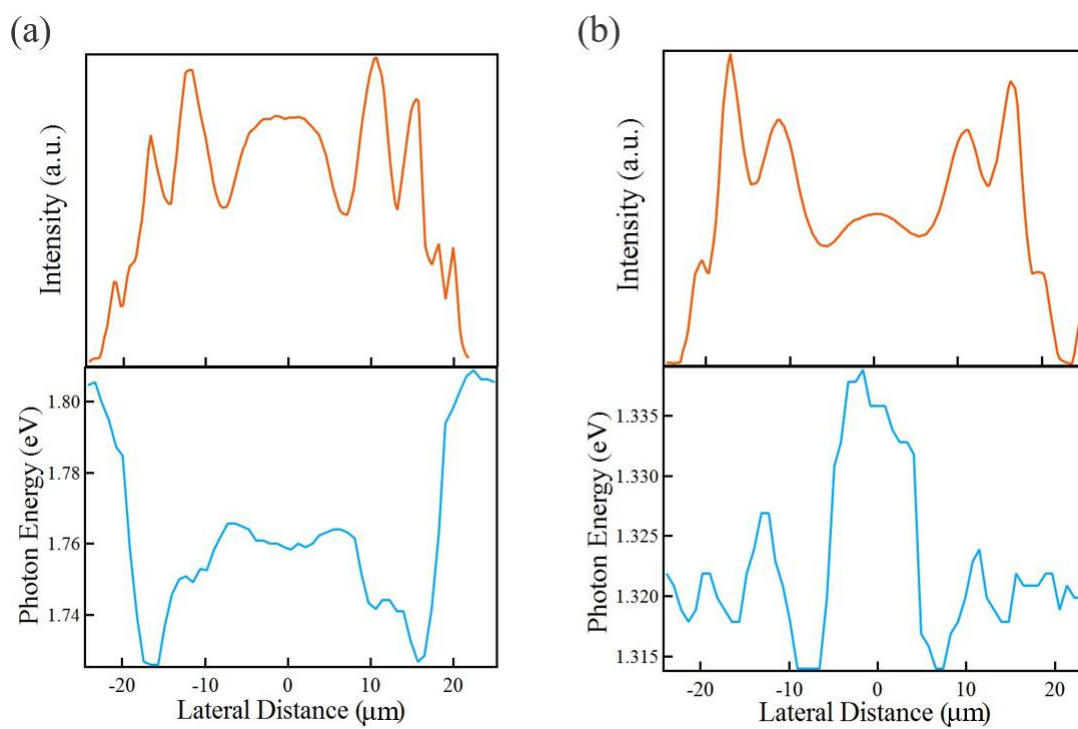 (a)
(b)
Intensity (a.u.)
Intensity (a.u.)
Photon Energy (eV)
1.80
1.78
1.76
1.74
-20 -10 0 10 20
Lateral Distance (μm)
Photon Energy (eV)
1.335
1.330
1.325
1.320
1.315
-20 -10 0 10 20
Lateral Distance (μm)